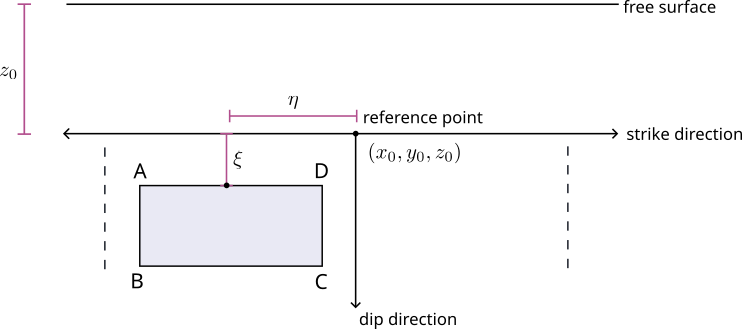 free surface
z₀
η
reference point
strike direction
(x₀, y₀, z₀)
ξ
A
D
B
C
dip direction